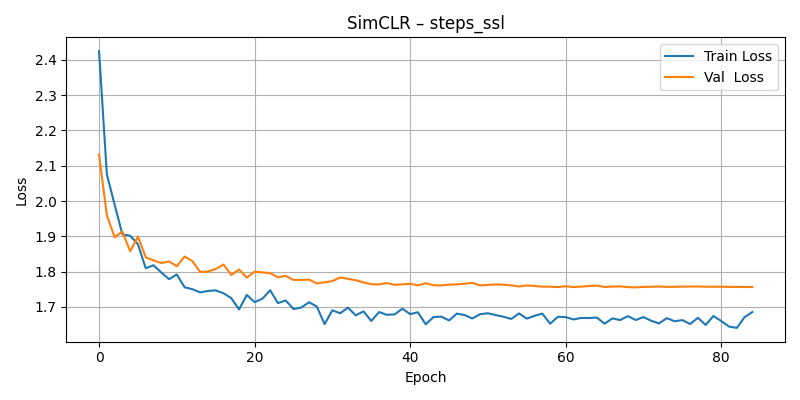 SimCLR – steps_ssl
Train Loss
Val  Loss
Loss
2.4
2.3
2.2
2.1
2.0
1.9
1.8
1.7
0 20 40 60 80
Epoch